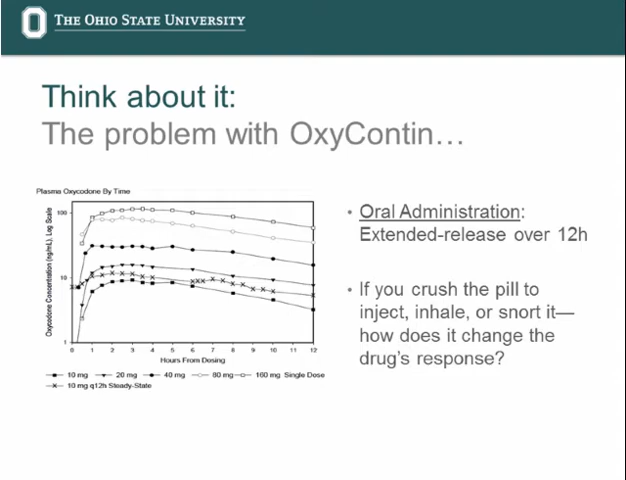 THE OHIO STATE UNIVERSITY
Think about it:
The problem with OxyContin…
Plasma Oxycodone By Time
Oxycodone Concentration (ng/mL), Log Scale
100
10
1
0 1 2 3 4 5 6 7 8 9 10 11 12
Hours From Dosing
10 mg 20 mg 40 mg 80 mg 160 mg Single Dose
10 mg q12h Steady-State
• Oral Administration:
Extended-release over 12h
• If you crush the pill to
inject, inhale, or snort it—
how does it change the
drug's response?